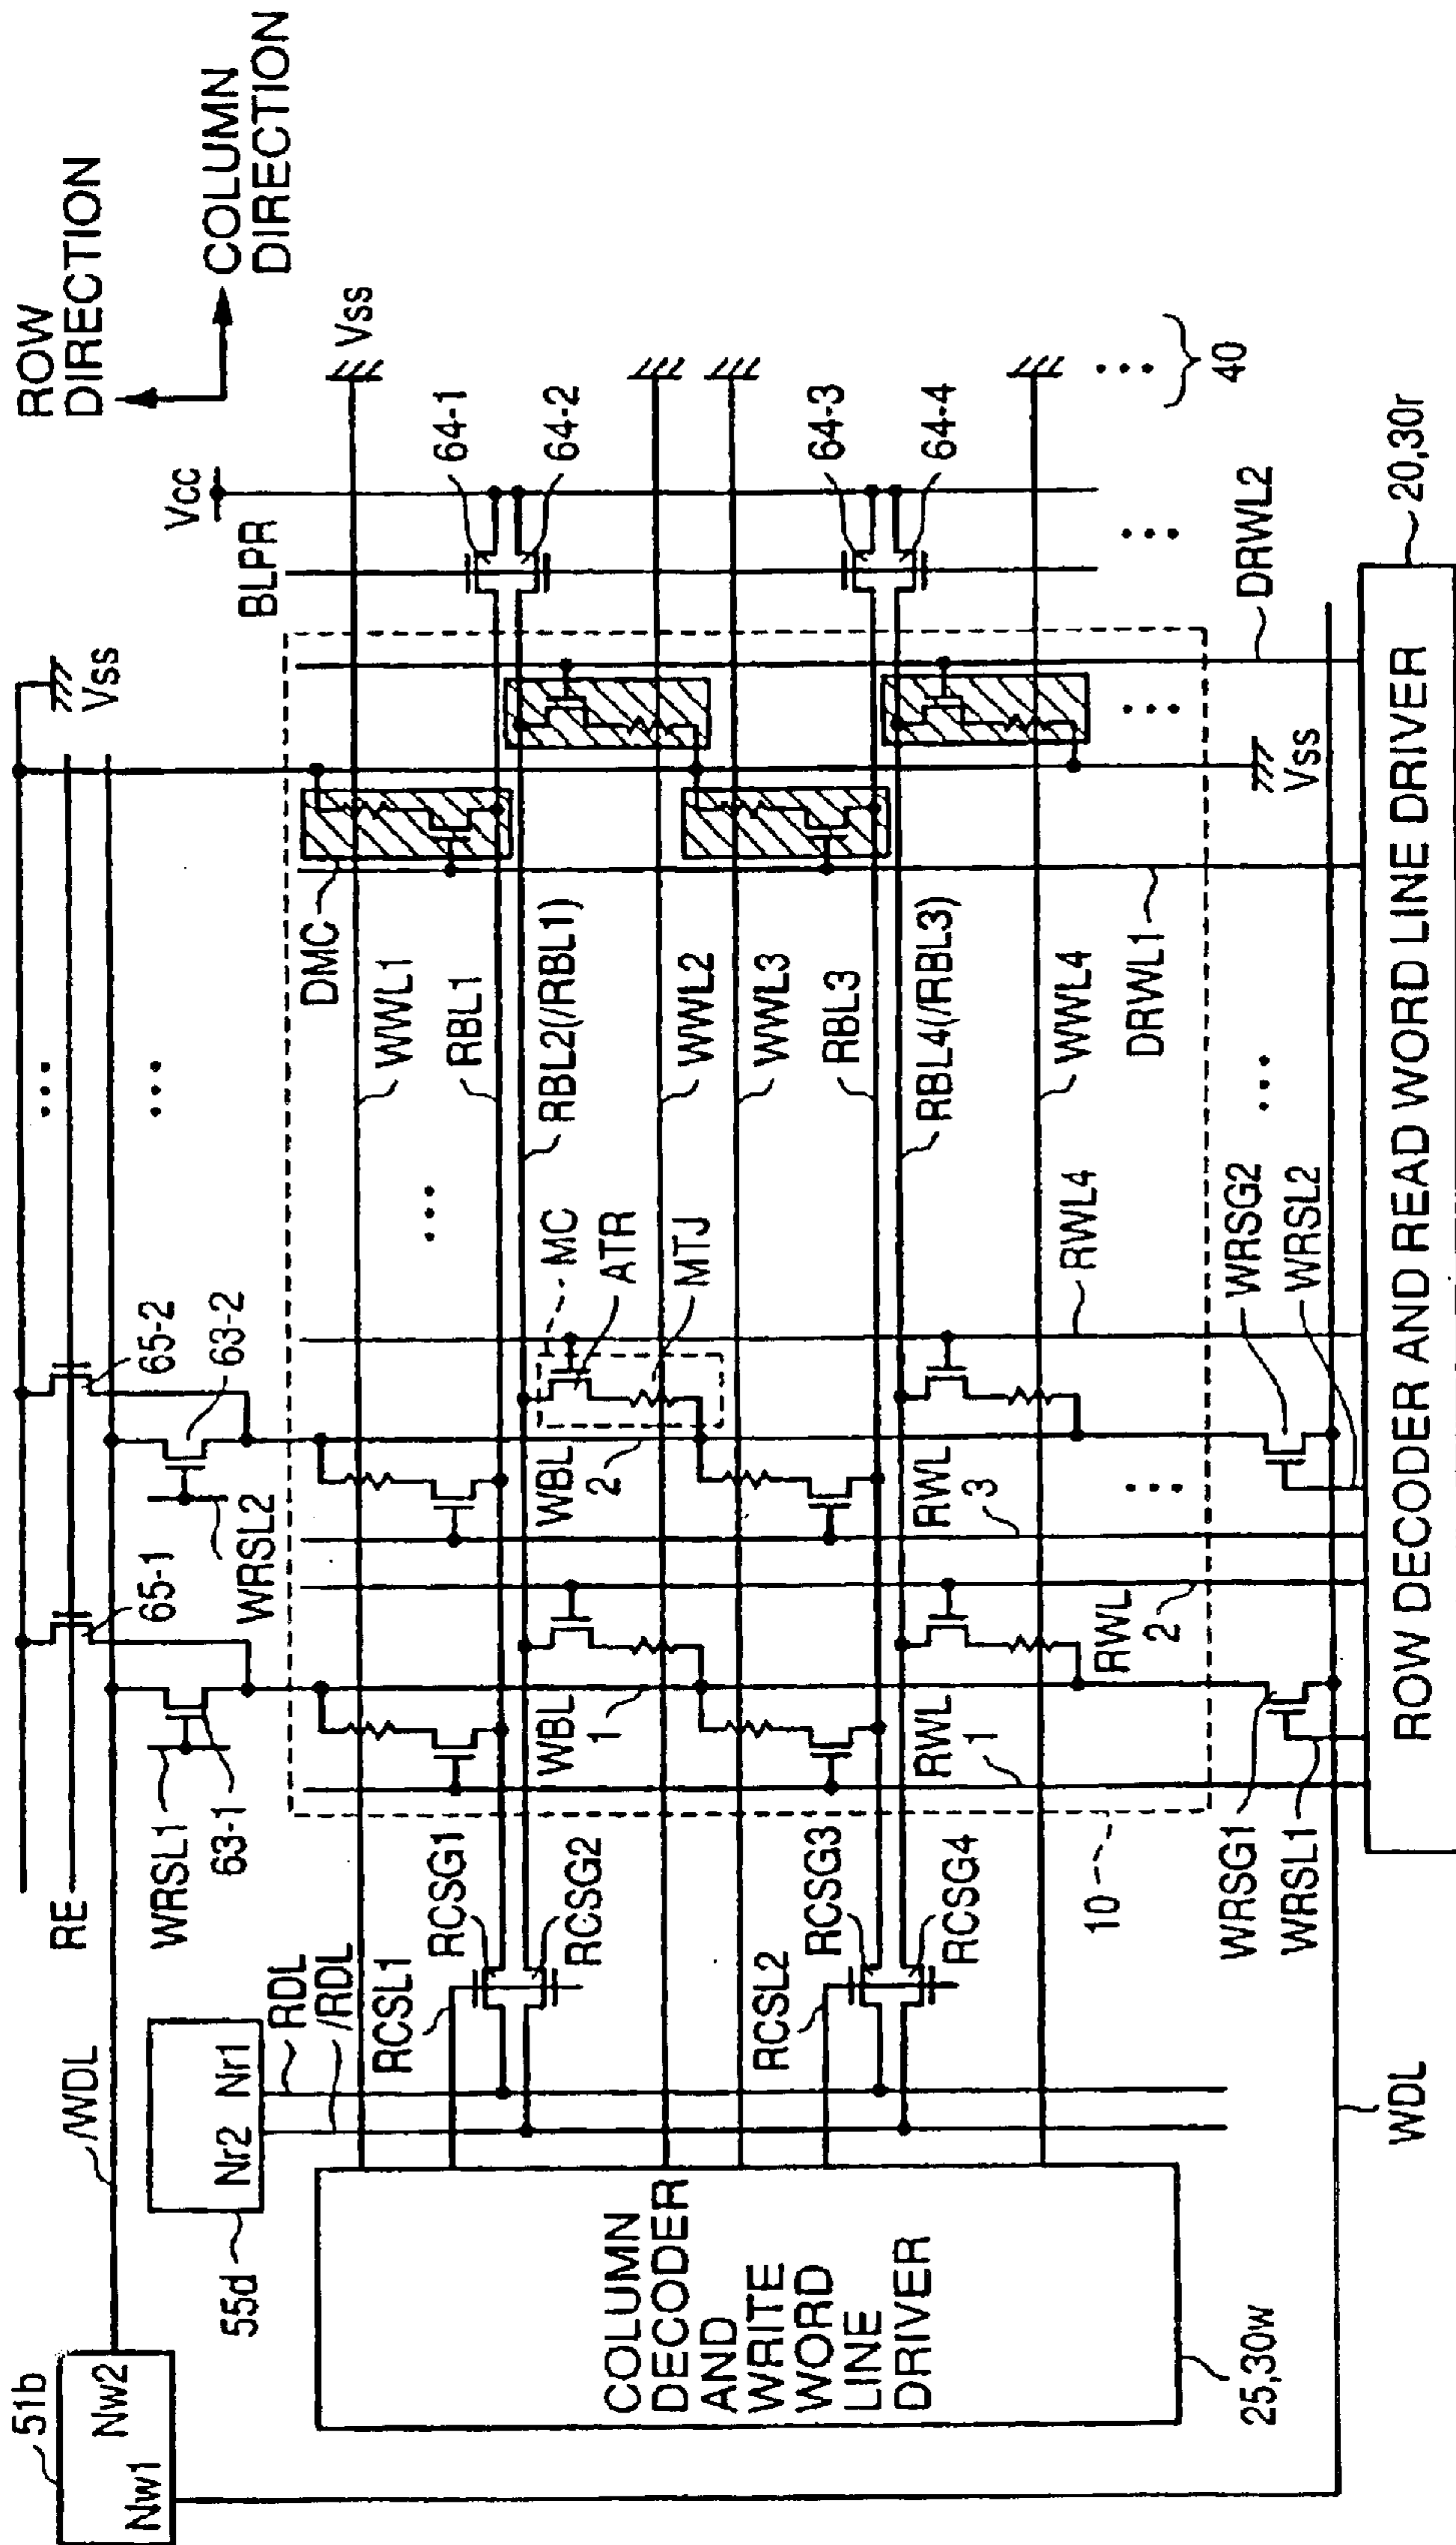 ROW
DIRECTION
COLUMN
DIRECTION
51b
Nw2
Nw1
/WDL
55d
Nr2 Nr1
RDL
/RDL
RE
WRSL1
63-1
65-1
WRSL2
63-2
65-2
...
...
Vss
BLPR
Vcc
Vss
DMC
WWL1
RBL1
RBL2(/RBL1)
WWL2
WWL3
RBL3
RBL4(/RBL3)
WWL4
DRWL1
DRWL2
64-1
64-2
64-3
64-4
...
40
...
...
Vss
MC
ATR
MTJ
...
WBL
1
WBL
2
RWL
1
RWL
2
RWL
3
RWL4
...
...
RCSL1
RCSG1
RCSG2
RCSL2
RCSG3
RCSG4
10
WRSG1
WRSL1
WRSG2
WRSL2
COLUMN
DECODER
AND
WRITE
WORD
LINE
DRIVER
25,30w
WDL
ROW DECODER AND READ WORD LINE DRIVER
20,30r